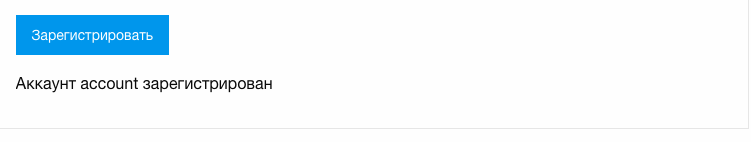 Зарегистрировать
Аккаунт account зарегистрирован